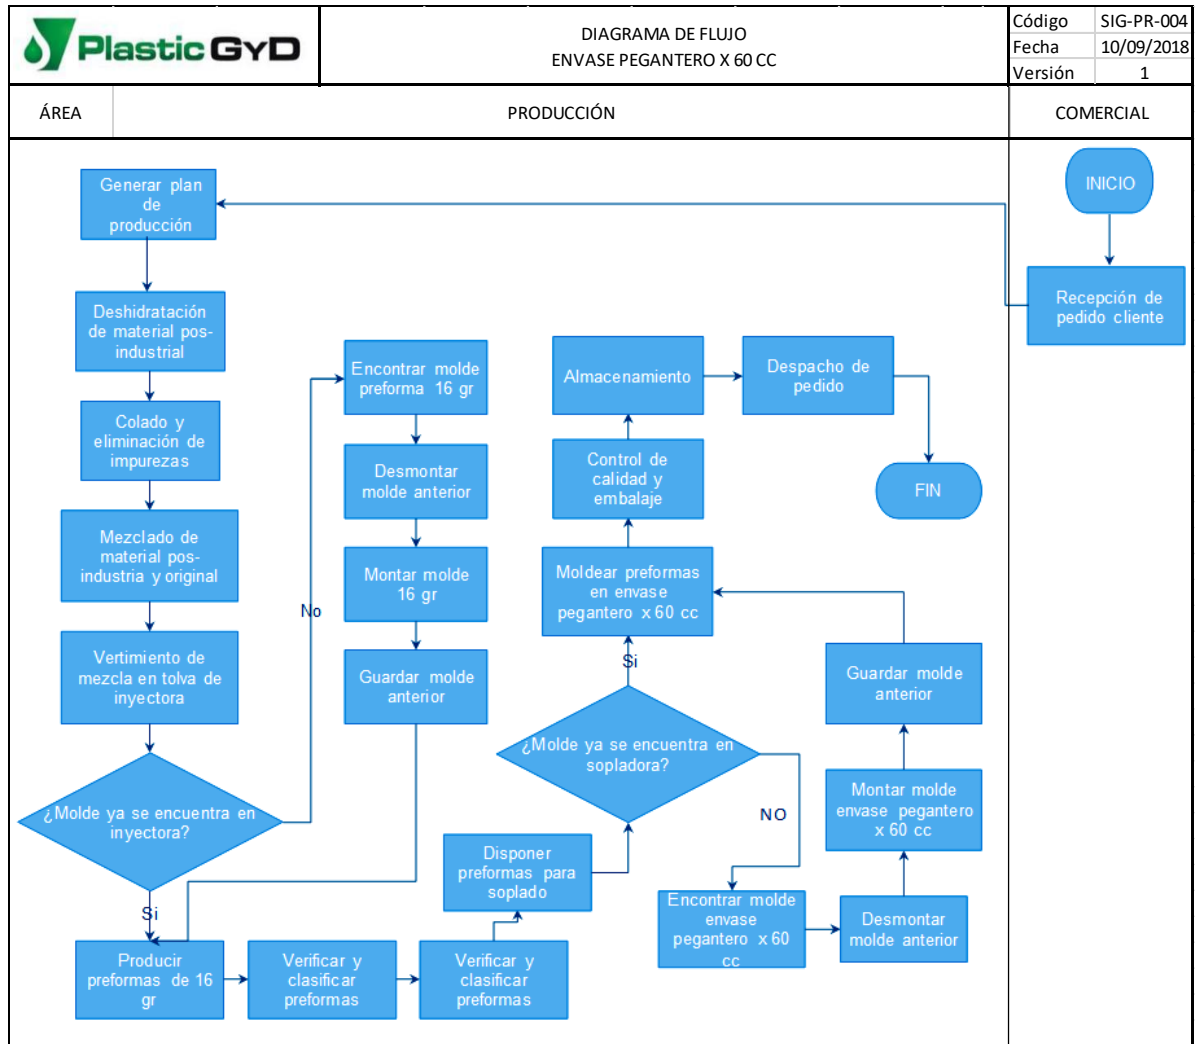 Plastic GYD
DIAGRAMA DE FLUJO
ENVASE PEGANTERO X 60 CC
Código SIG-PR-004
Fecha 10/09/2018
Versión 1
ÁREA
PRODUCCIÓN
COMERCIAL
INICIO
Recepción de
pedido cliente
Generar plan
de
producción
Deshidratación
de material pos-
industrial
Colado y
eliminación de
impurezas
Mezclado de
material pos-
industria y original
Vertimiento de
mezcla en tolva de
inyectora
¿Molde ya se encuentra en
inyectora?
No
Si
Encontrar molde
preforma 16 gr
Desmontar
molde anterior
Montar molde
16 gr
Guardar molde
anterior
Producir
preformas de 16
gr
Verificar y
clasificar
preformas
Verificar y
clasificar
preformas
Disponer
preformas para
soplado
¿Molde ya se encuentra en
sopladora?
Si
NO
Encontrar molde
envase
pegantero x 60
cc
Desmontar
molde anterior
Montar molde
envase pegantero
x 60 cc
Guardar molde
anterior
Moldear preformas
en envase
pegantero x 60 cc
Control de
calidad y
embalaje
Almacenamiento
Despacho de
pedido
FIN